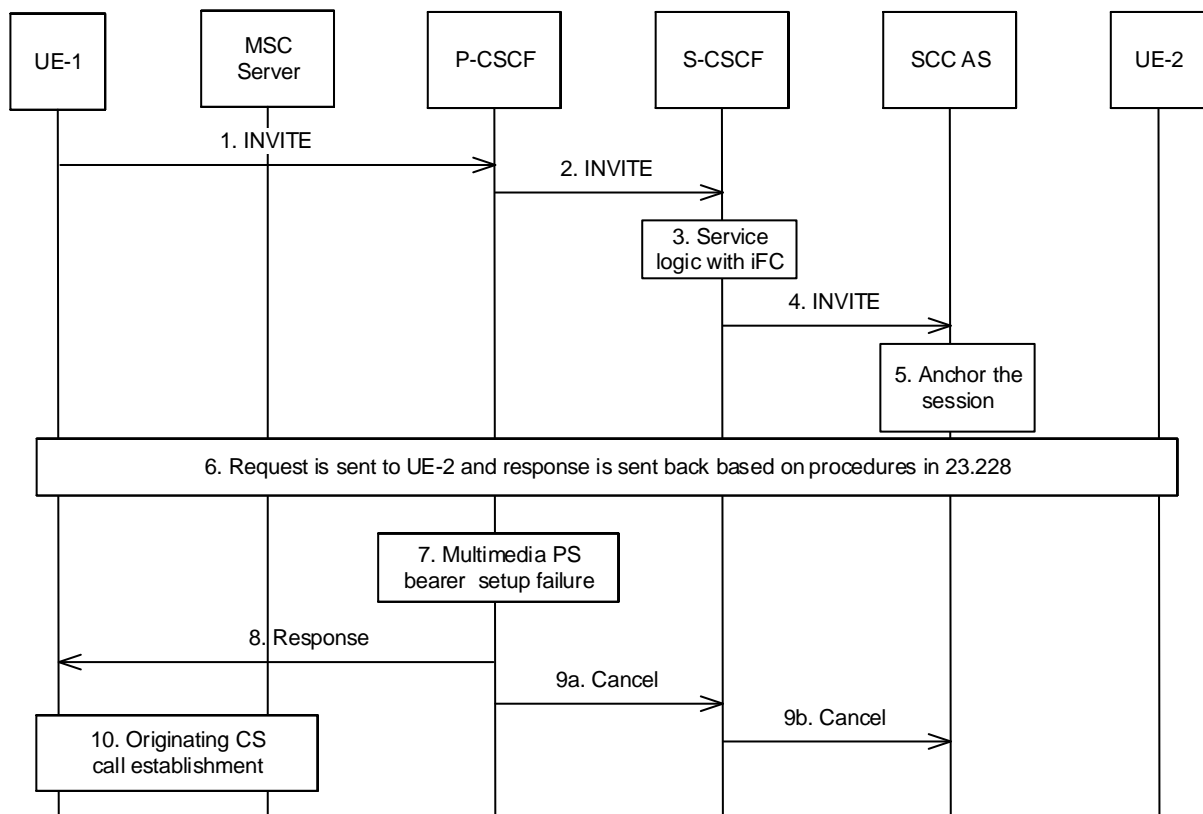 UE-1
MSC
Server
P-CSCF
S-CSCF
SCC AS
UE-2
1. INVITE
2. INVITE
3. Service
logic with iFC
4. INVITE
5. Anchor the
session
6. Request is sent to UE-2 and response is sent back based on procedures in 23.228
7. Multimedia PS
bearer setup failure
8. Response
9a. Cancel
9b. Cancel
10. Originating CS
call establishment